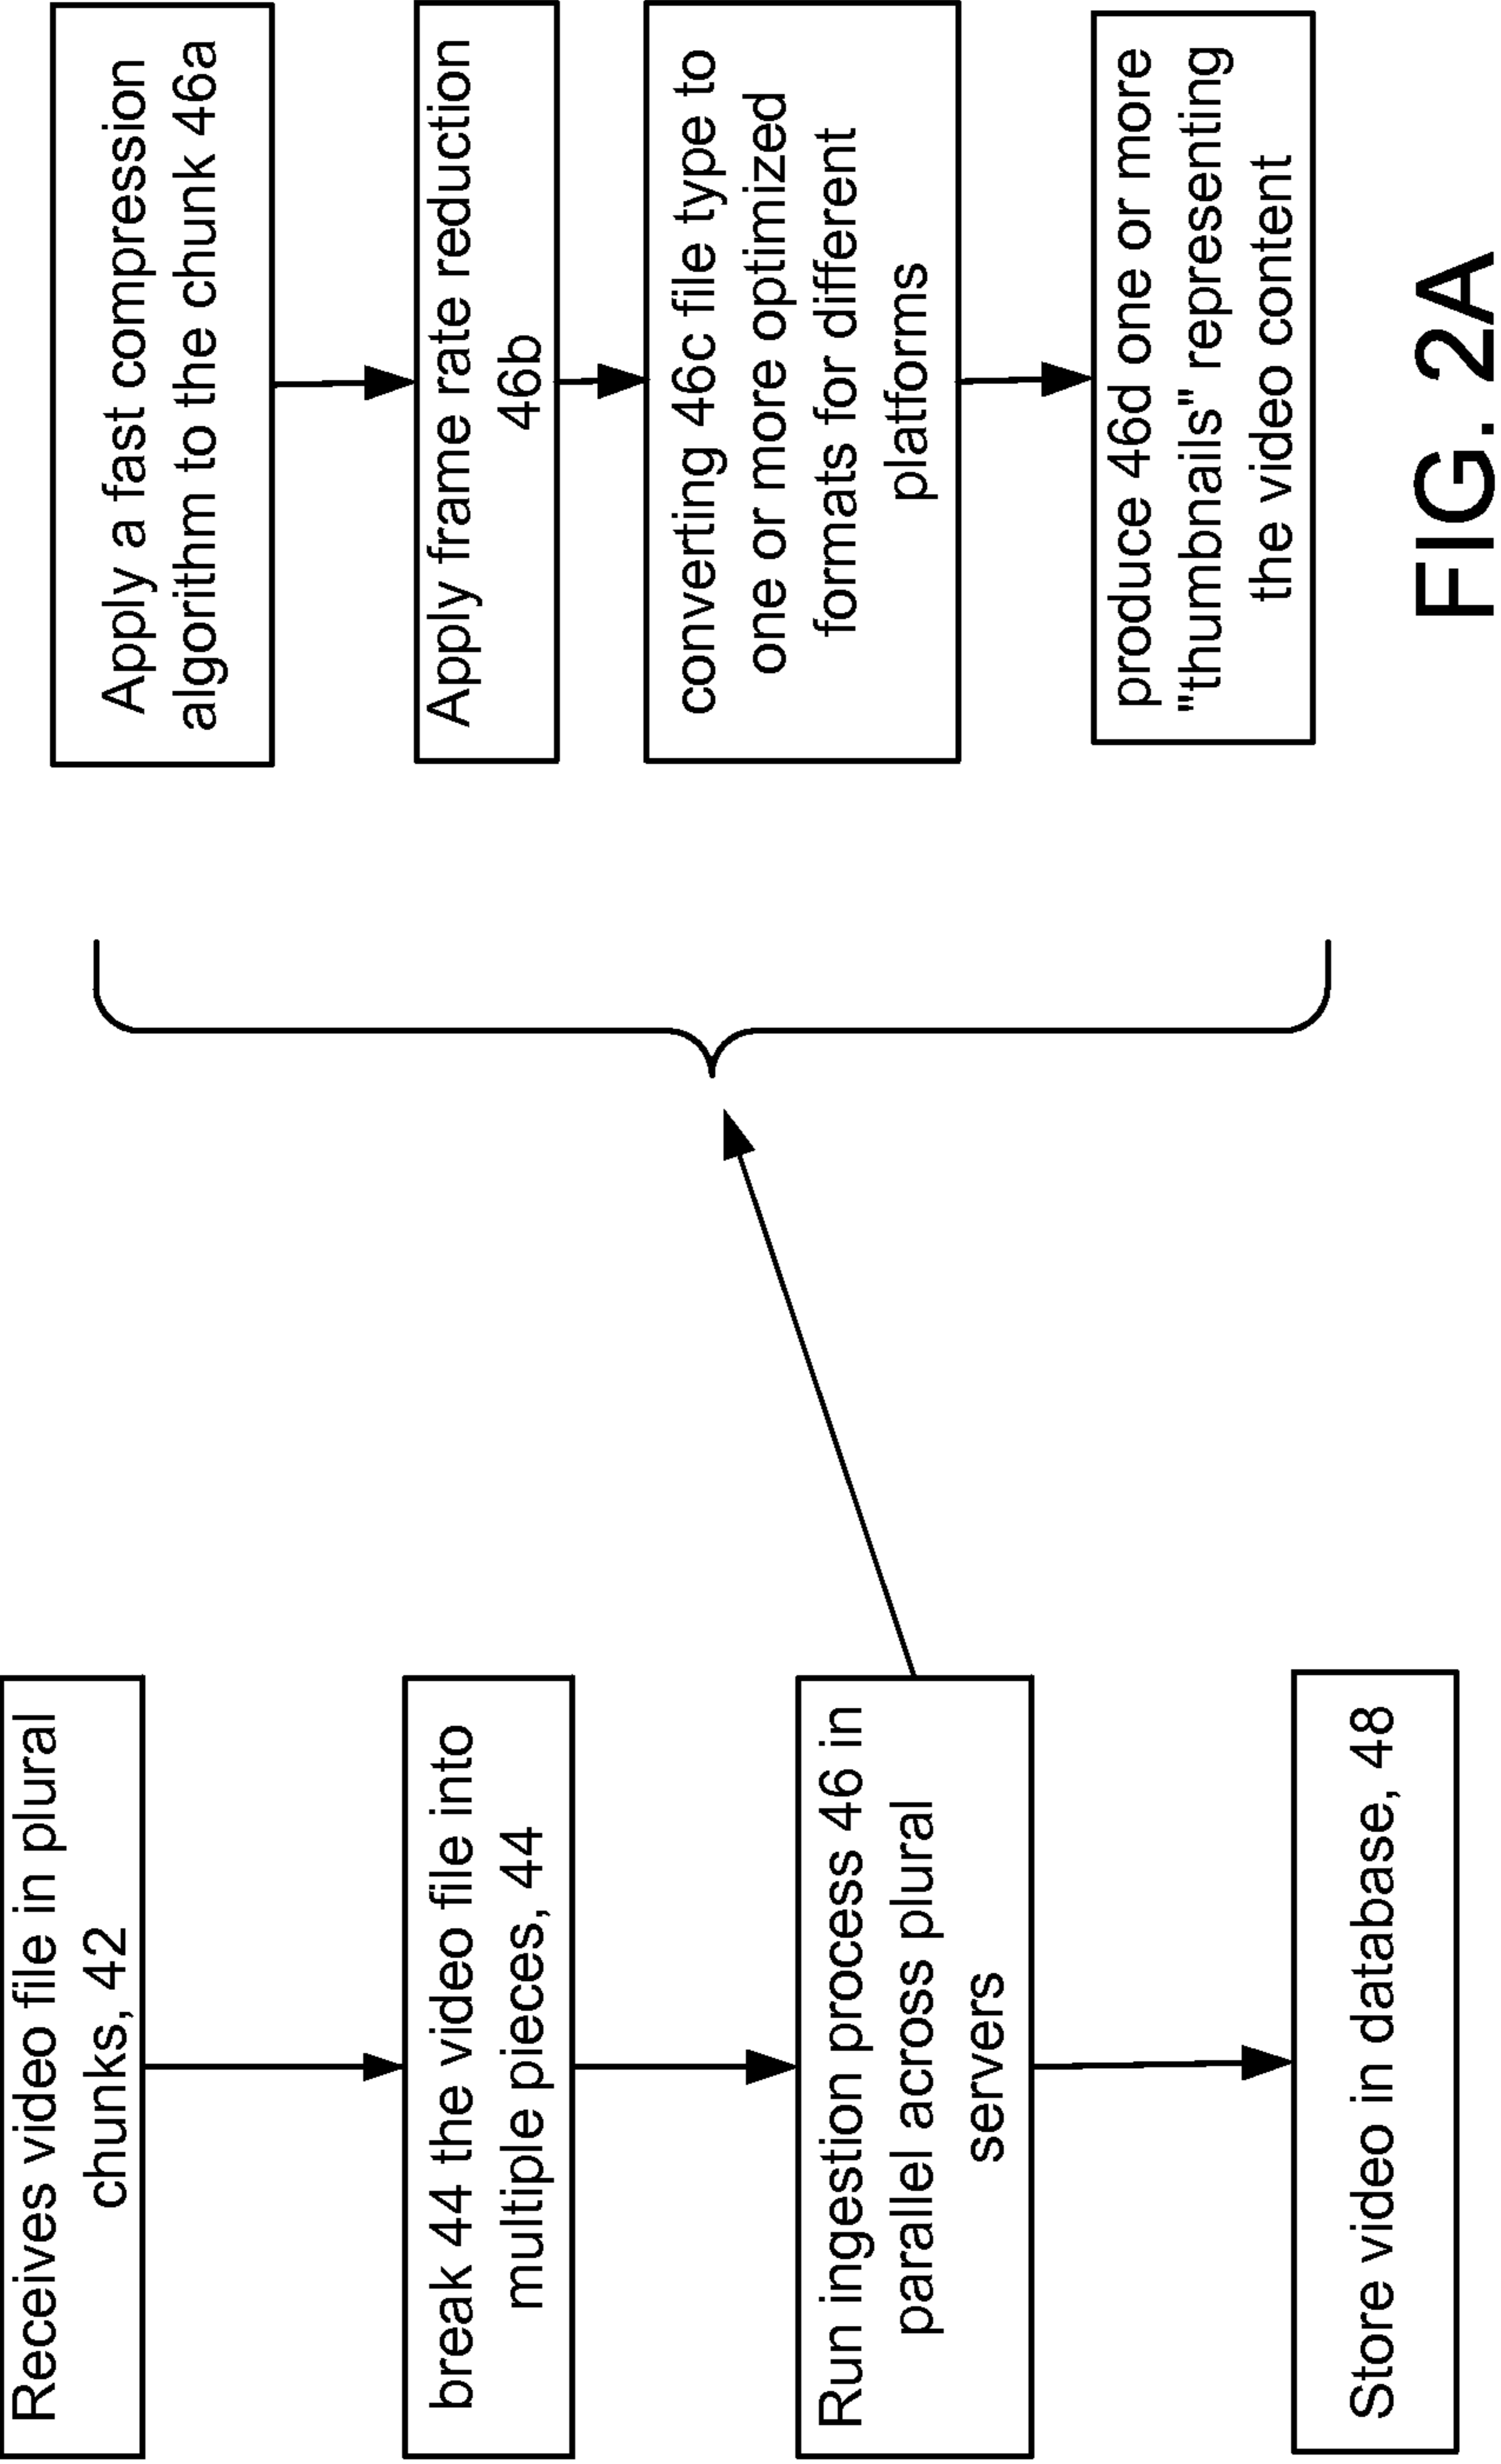 Receives video file in plural
chunks, 42
break 44 the video file into
multiple pieces, 44
Run ingestion process 46 in
parallel across plural
servers
Store video in database, 48
Apply a fast compression
algorithm to the chunk 46a
Apply frame rate reduction
46b
converting 46c file type to
one or more optimized
formats for different
platforms
produce 46d one or more
"thumbnails" representing
the video content
FIG. 2A